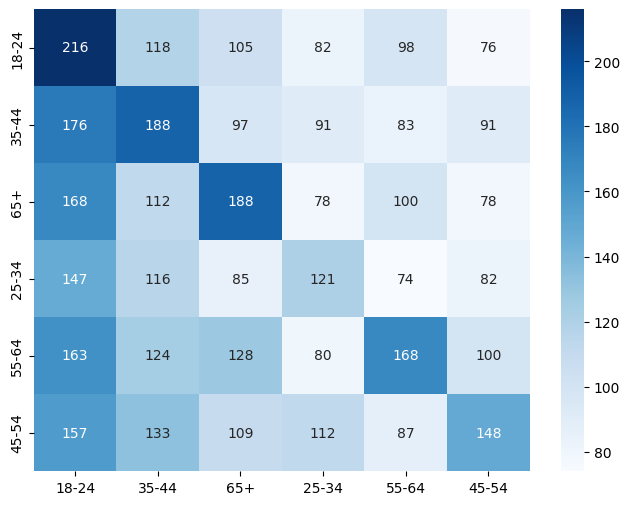 18-24 216 118 105 82 98 76
35-44 176 188 97 91 83 91
65+ 168 112 188 78 100 78
25-34 147 116 85 121 74 82
55-64 163 124 128 80 168 100
45-54 157 133 109 112 87 148
18-24 35-44 65+ 25-34 55-64 45-54
200
180
160
140
120
100
80